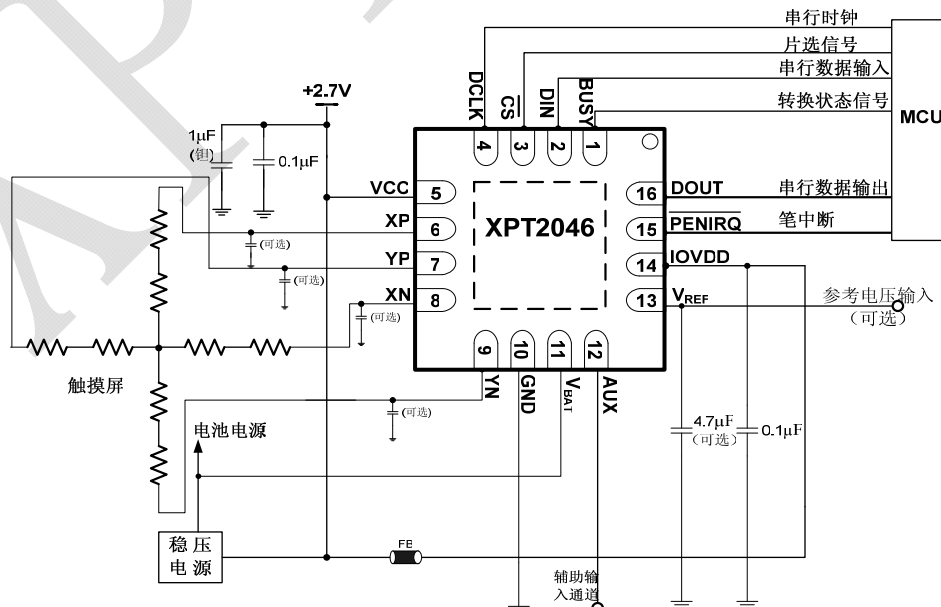 串行时钟
片选信号
串行数据输入
转换状态信号
MCU
+2.7V
1μF
(钽)
0.1μF
DCLK
CS
DIN
BUSY
4
3
2
1
VCC
5
XP
6
YP
7
XN
8
XPT2046
16
DOUT
串行数据输出
15
PENIRQ
笔中断
14
IOVDD
13
VREF
参考电压输入
(可选)
(可选)
(可选)
(可选)
9
10
11
12
YN
GND
VBAT
AUX
触摸屏
(可选)
电池电源
4.7μF
(可选)
0.1μF
稳压
电源
FB
辅助输
入通道